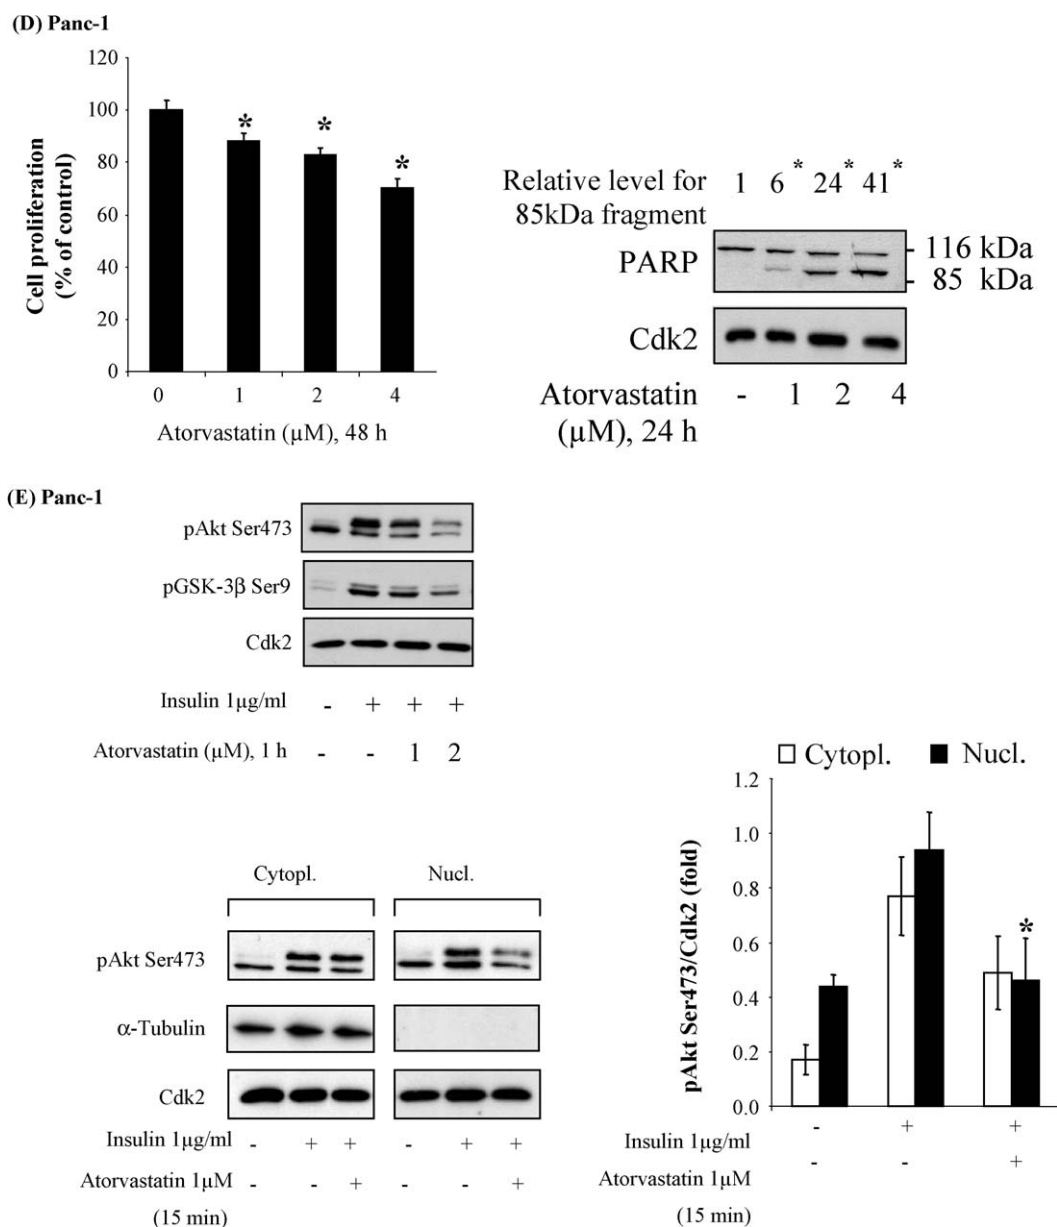 (D) Panc-1
120
100
80
60
40
20
0
Cell proliferation
(% of control)
*
*
*
0 1 2 4
Atorvastatin (µM), 48 h
Relative level for 1 6* 24* 41*
85kDa fragment
PARP
116 kDa
85 kDa
Cdk2
Atorvastatin - 1 2 4
(µM), 24 h
(E) Panc-1
pAkt Ser473
pGSK-3β Ser9
Cdk2
Insulin 1µg/ml - + + +
Atorvastatin (µM), 1 h - - 1 2
Cytopl. Nucl.
pAkt Ser473
α-Tubulin
Cdk2
Insulin 1µg/ml - + + - + +
Atorvastatin 1µM - - + - - +
(15 min)
Cytopl. Nucl.
1.2
1.0
0.8
0.6
0.4
0.2
0.0
pAkt Ser473/Cdk2 (fold)
*
Insulin 1µg/ml - + +
Atorvastatin 1µM - - +
(15 min)